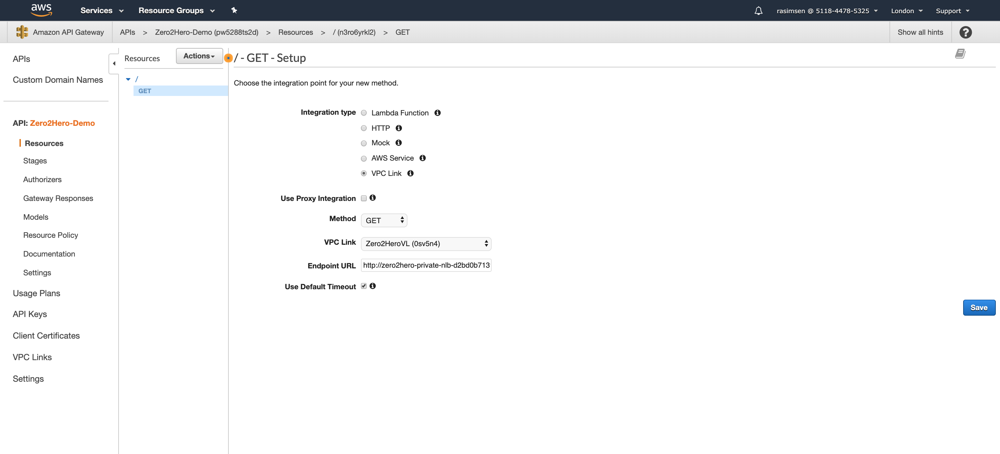 aws
Services
Resource Groups
rasimsen @ 5118-4478-5325
London
Support
Amazon API Gateway
APIs > Zero2Hero-Demo (pw5288ts2d) > Resources > / (n3ro6yrkl2) > GET
Show all hints
?
APIs
Custom Domain Names
API: Zero2Hero-Demo
Resources
Stages
Authorizers
Gateway Responses
Models
Resource Policy
Documentation
Settings
Usage Plans
API Keys
Client Certificates
VPC Links
Settings
Resources
Actions
/
GET
/ - GET - Setup
Choose the integration point for your new method.
Integration type
Lambda Function
HTTP
Mock
AWS Service
VPC Link
Use Proxy Integration
Method
GET
VPC Link
Zero2HeroVL (0sv5n4)
Endpoint URL
http://zero2hero-private-nlb-d2bd0b713
Use Default Timeout
Save